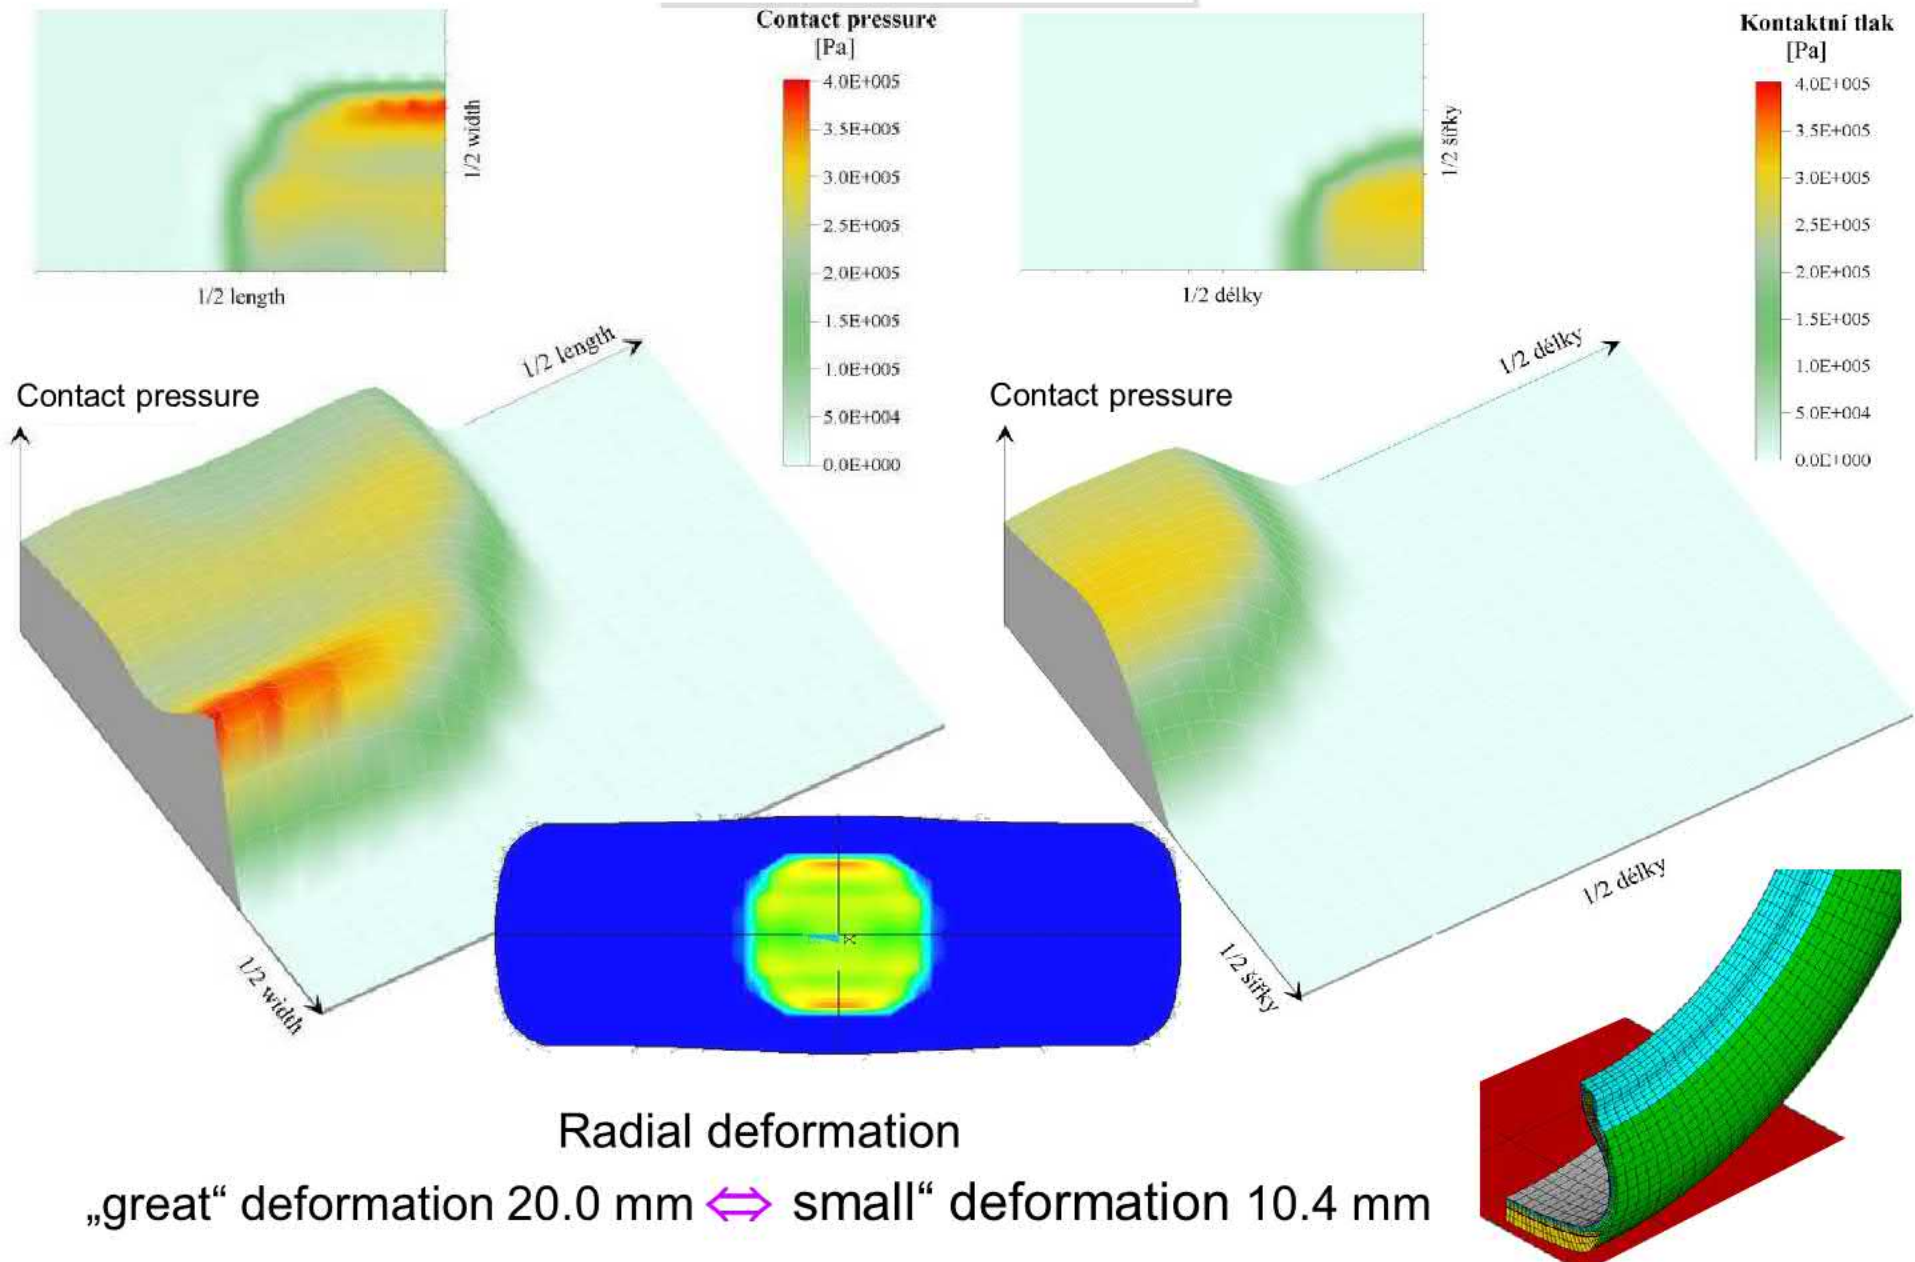 Contact pressure
[Pa]
4.0E+005
3.5E+005
3.0E+005
2.5E+005
2.0E+005
1.5E+005
1.0E+005
5.0E+004
0.0E+000
1/2 width
1/2 length
Kontaktní tlak
[Pa]
4.0E+005
3.5E+005
3.0E+005
2.5E+005
2.0E+005
1.5E+005
1.0E+005
5.0E+004
0.0E+000
1/2 šířky
1/2 délky
Contact pressure
1/2 length
1/2 width
Contact pressure
1/2 délky
1/2 délky
1/2 šířky
Radial deformation
„great“ deformation 20.0 mm ⇔ small“ deformation 10.4 mm